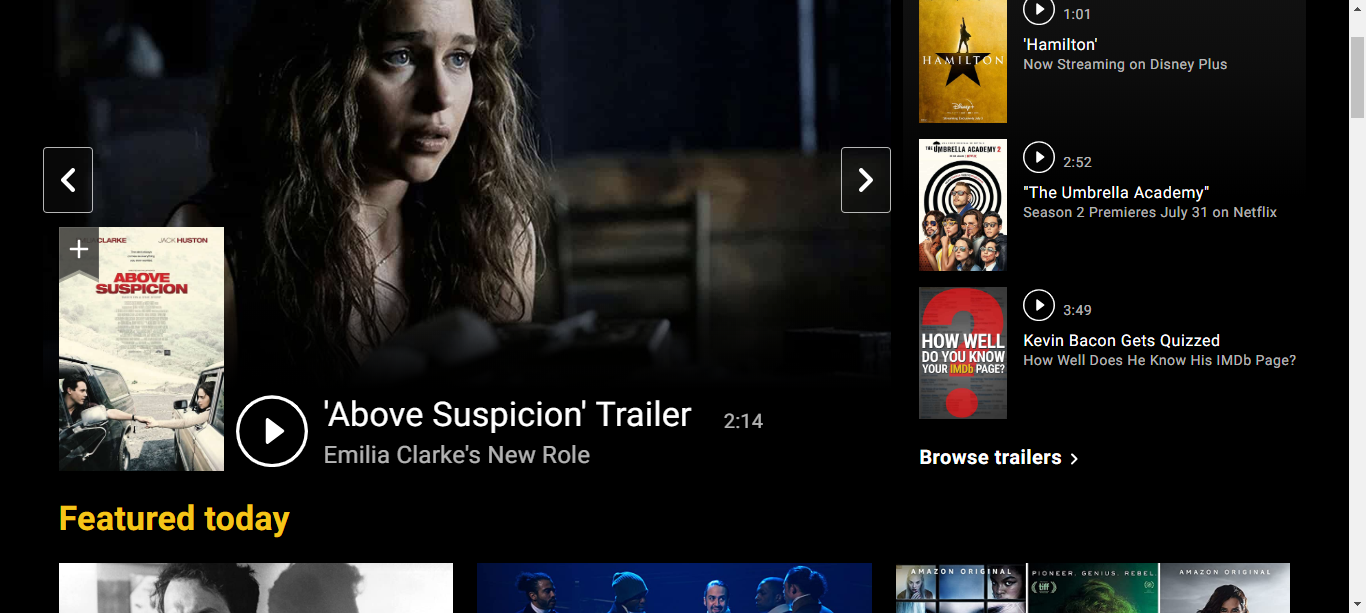 1:01
'Hamilton'
Now Streaming on Disney Plus
HAMILTON
Disney+
THE UMBRELLA ACADEMY 2
2:52
"The Umbrella Academy"
Season 2 Premieres July 31 on Netflix
CLARKE JACK HUSTON
ABOVE
SUSPICION
HOW WELL
DO YOU KNOW
YOUR IMDb PAGE?
3:49
Kevin Bacon Gets Quizzed
How Well Does He Know His IMDb Page?
'Above Suspicion' Trailer 2:14
Emilia Clarke's New Role
Browse trailers
Featured today
AMAZON ORIGINAL
PIONEER. GENIUS. REBEL.
tiff
AMAZON ORIGINAL